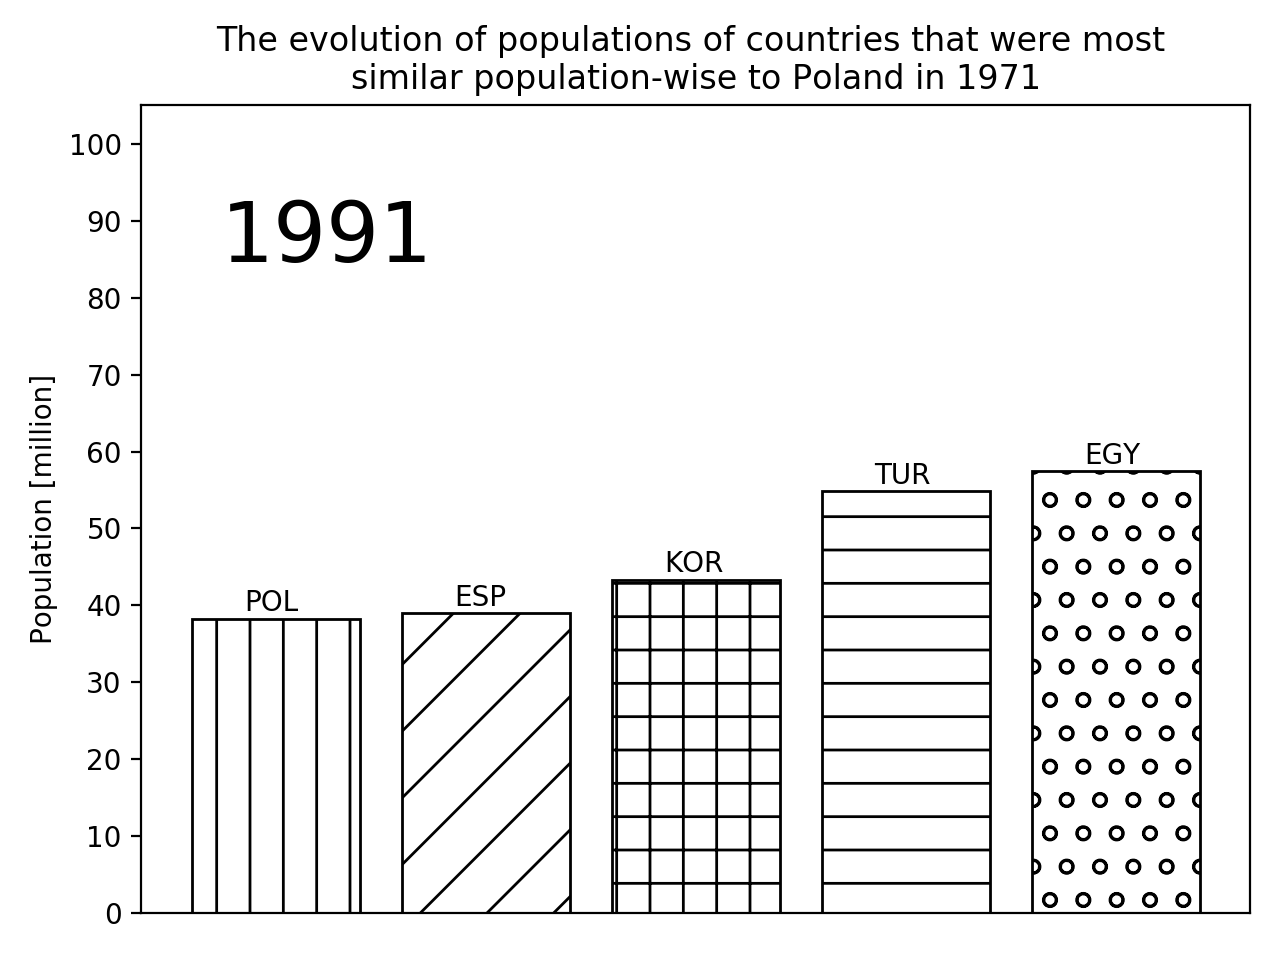 The evolution of populations of countries that were most
similar population-wise to Poland in 1971
1991
Population [million]
100
90
80
70
60
50
40
30
20
10
0
POL
ESP
KOR
TUR
EGY